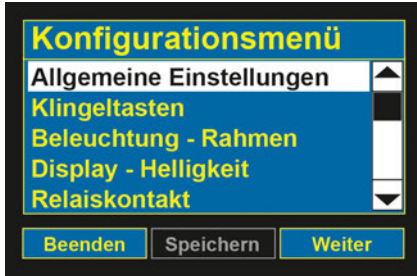 Konfigurationsmenü
Allgemeine Einstellungen
Klingeltasten
Beleuchtung - Rahmen
Display - Helligkeit
Relaiskontakt
Beenden Speichern Weiter